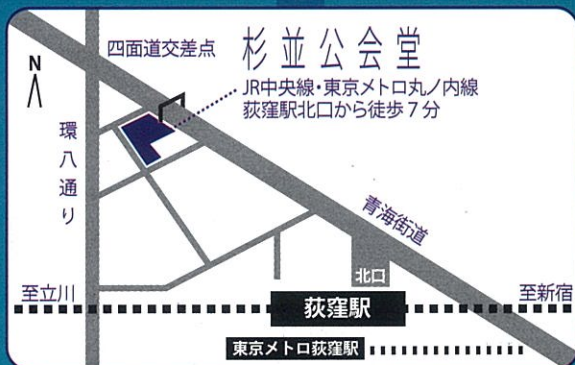 四面道交差点
杉並公会堂
JR中央線・東京メトロ丸ノ内線
荻窪駅北口から徒歩7分
N
環八通り
青海街道
北口
至立川
荻窪駅
至新宿
東京メトロ荻窪駅